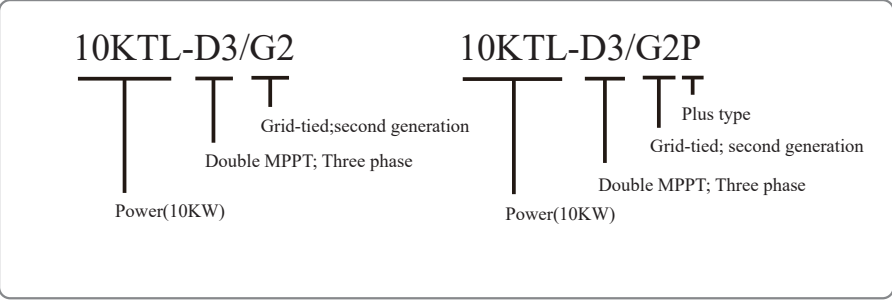 10KTL-D3/G2
Grid-tied;second generation
Double MPPT; Three phase
Power(10KW)
10KTL-D3/G2P
Plus type
Grid-tied; second generation
Double MPPT; Three phase
Power(10KW)